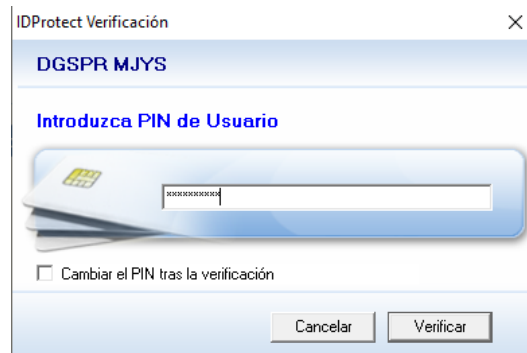 IDProtect Verificación
DGSPR MJYS
Introduzca PIN de Usuario
××××××××××
Cambiar el PIN tras la verificación
Cancelar
Verificar